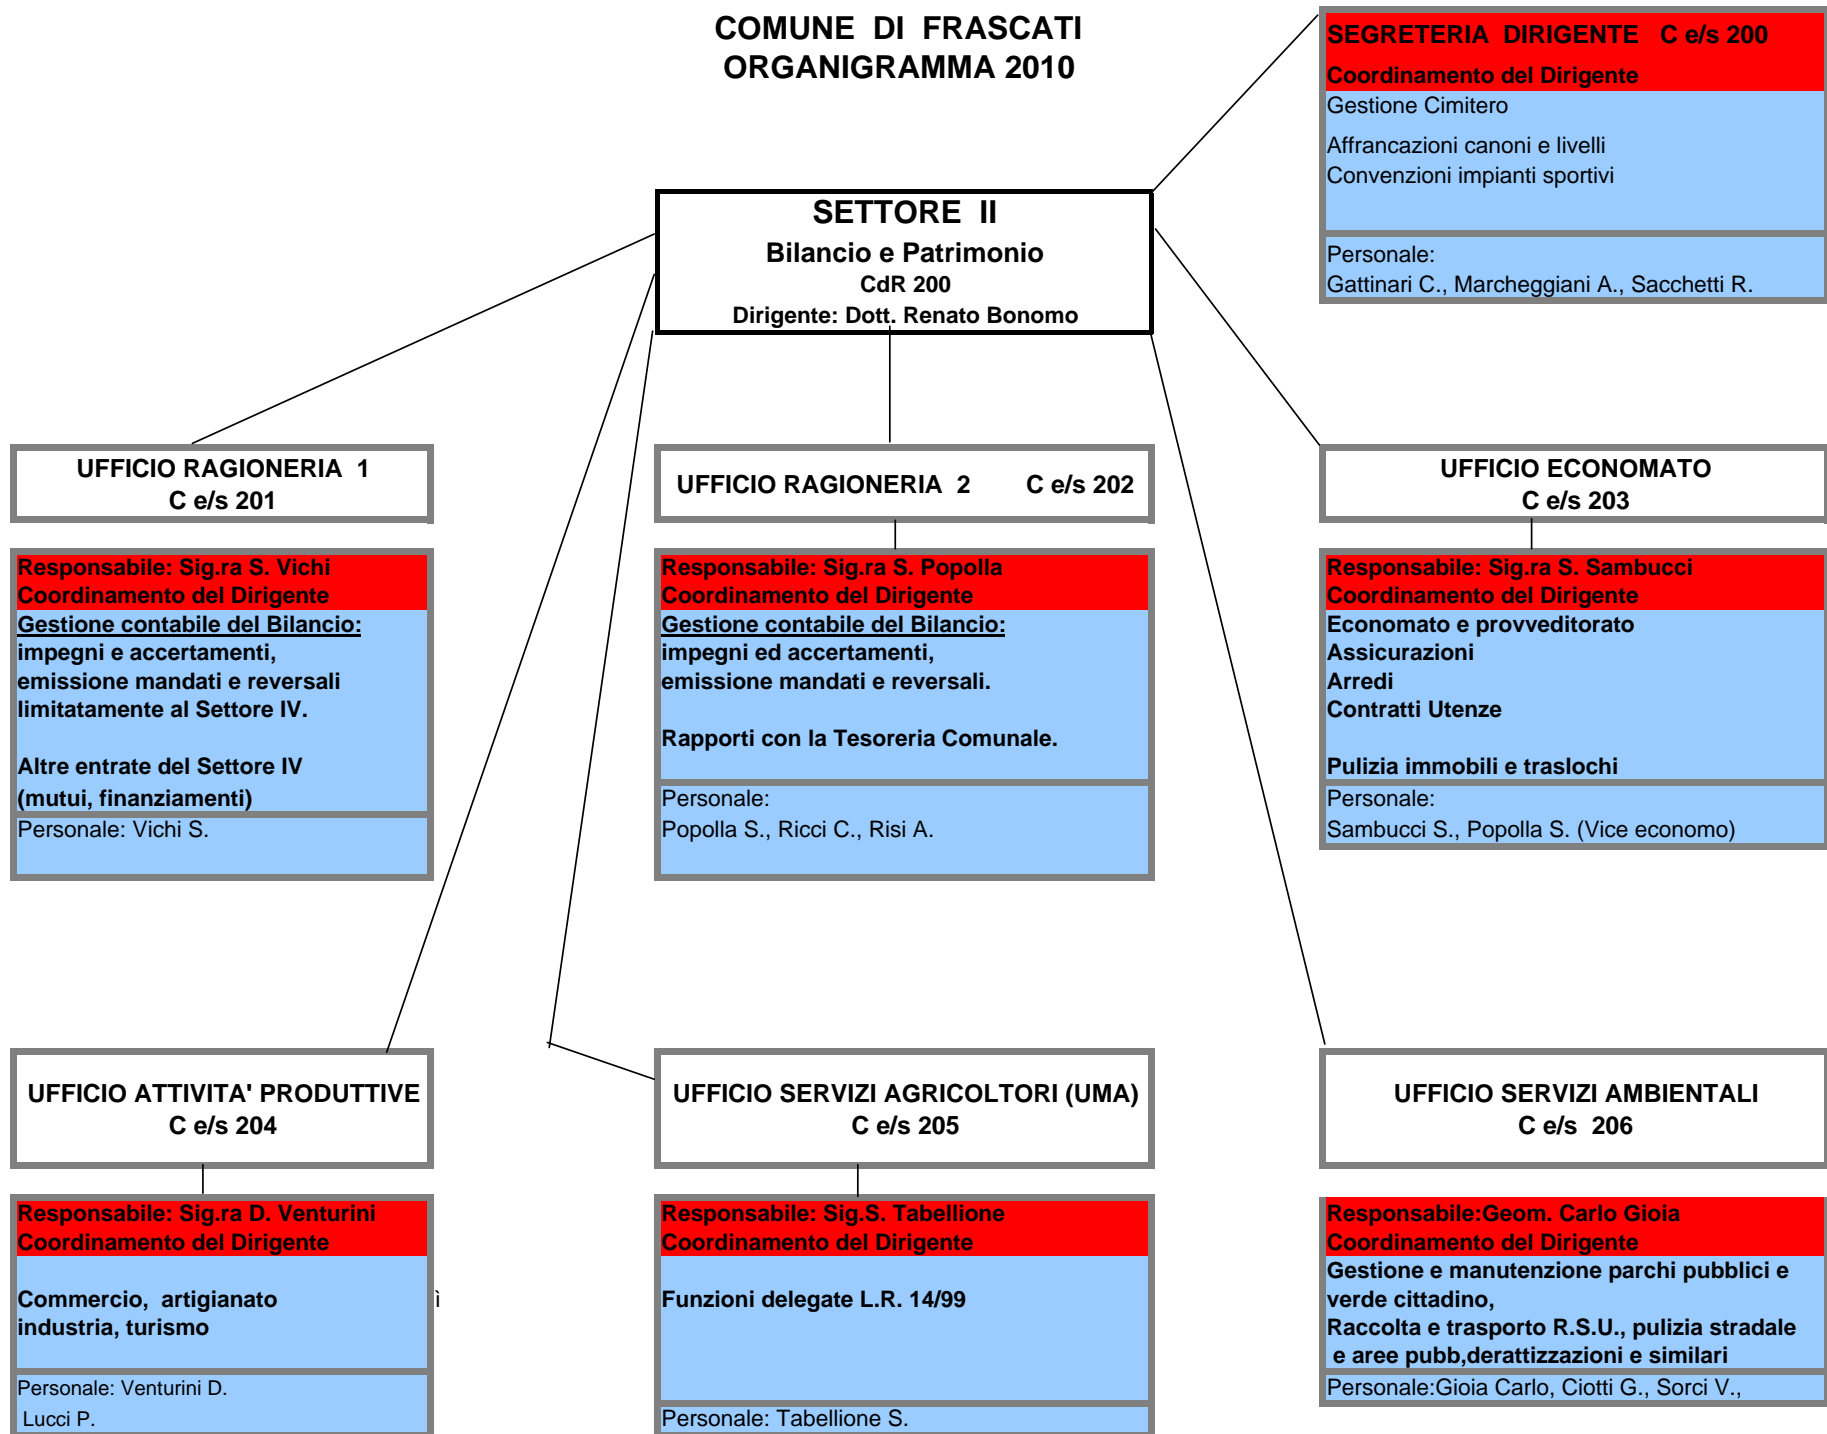 COMUNE DI FRASCATI
ORGANIGRAMMA 2010
SEGRETERIA DIRIGENTE C e/s 200
Coordinamento del Dirigente
Gestione Cimitero
Affrancazioni canoni e livelli
Convenzioni impianti sportivi
Personale:
Gattinari C., Marcheggiani A., Sacchetti R.
SETTORE II
Bilancio e Patrimonio
CdR 200
Dirigente: Dott. Renato Bonomo
UFFICIO RAGIONERIA 1
C e/s 201
Responsabile: Sig.ra S. Vichi
Coordinamento del Dirigente
Gestione contabile del Bilancio:
impegni e accertamenti,
emissione mandati e reversali
limitatamente al Settore IV.
Altre entrate del Settore IV
(mutui, finanziamenti)
Personale: Vichi S.
UFFICIO RAGIONERIA 2 C e/s 202
Responsabile: Sig.ra S. Popolla
Coordinamento del Dirigente
Gestione contabile del Bilancio:
impegni ed accertamenti,
emissione mandati e reversali.
Rapporti con la Tesoreria Comunale.
Personale:
Popolla S., Ricci C., Risi A.
UFFICIO ECONOMATO
C e/s 203
Responsabile: Sig.ra S. Sambucci
Coordinamento del Dirigente
Economato e provveditorato
Assicurazioni
Arredi
Contratti Utenze
Pulizia immobili e traslochi
Personale:
Sambucci S., Popolla S. (Vice economo)
UFFICIO ATTIVITA' PRODUTTIVE
C e/s 204
Responsabile: Sig.ra D. Venturini
Coordinamento del Dirigente
Commercio, artigianato
industria, turismo
ì
Personale: Venturini D.
Lucci P.
UFFICIO SERVIZI AGRICOLTORI (UMA)
C e/s 205
Responsabile: Sig.S. Tabellione
Coordinamento del Dirigente
Funzioni delegate L.R. 14/99
Personale: Tabellione S.
UFFICIO SERVIZI AMBIENTALI
C e/s 206
Responsabile:Geom. Carlo Gioia
Coordinamento del Dirigente
Gestione e manutenzione parchi pubblici e
verde cittadino,
Raccolta e trasporto R.S.U., pulizia stradale
e aree pubb,derattizzazioni e similari
Personale:Gioia Carlo, Ciotti G., Sorci V.,